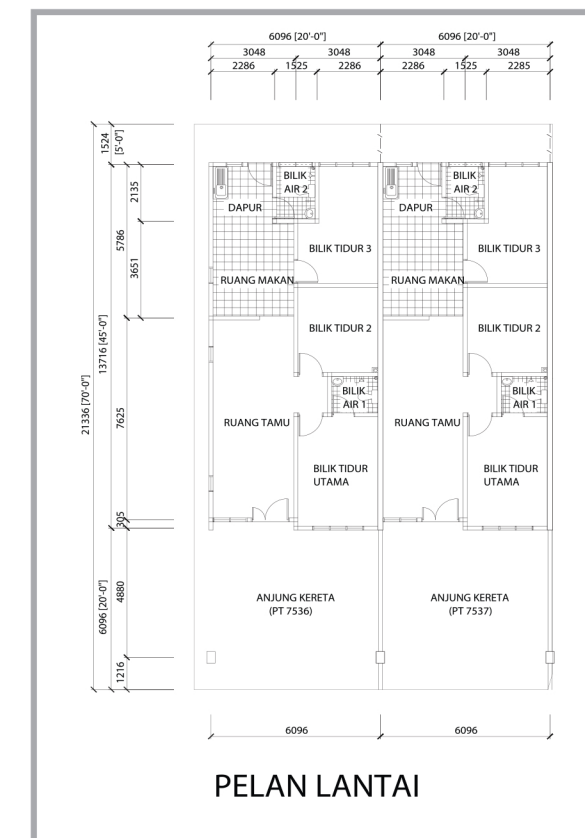 6096 [20'-0"] 6096 [20'-0"]
3048 3048 3048 3048
2286 1525 2286 2286 1525 2285
1524
[5'-0"]
2135
5786
3651
13716 [45'-0"]
21336 [70'-0"]
7625
305
6096 [20'-0"]
4880
1216
BILIK
AIR 2
DAPUR
BILIK TIDUR 3
RUANG MAKAN
BILIK TIDUR 2
BILIK
AIR 1
RUANG TAMU
BILIK TIDUR
UTAMA
ANJUNG KERETA
(PT 7536)
BILIK
AIR 2
DAPUR
BILIK TIDUR 3
RUANG MAKAN
BILIK TIDUR 2
BILIK
AIR 1
RUANG TAMU
BILIK TIDUR
UTAMA
ANJUNG KERETA
(PT 7537)
6096 6096
PELAN LANTAI